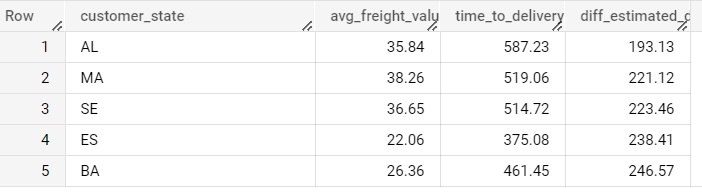 Row customer_state avg_freight_valu time_to_delivery diff_estimated_d
1 AL 35.84 587.23 193.13
2 MA 38.26 519.06 221.12
3 SE 36.65 514.72 223.46
4 ES 22.06 375.08 238.41
5 BA 26.36 461.45 246.57